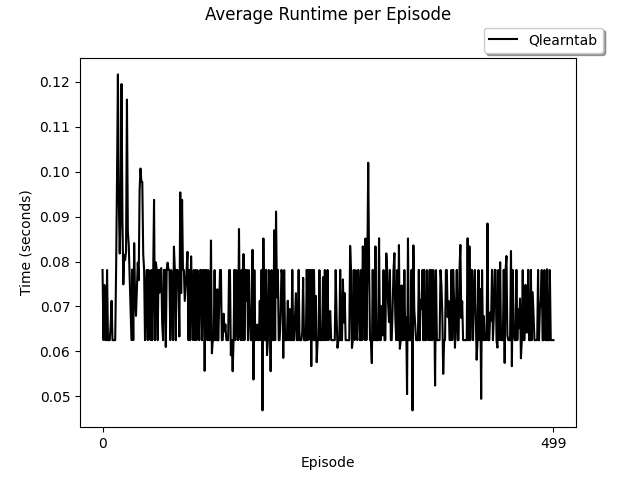 Average Runtime per Episode
Qlearntab
0.12
0.11
0.10
0.09
0.08
0.07
0.06
0.05
Time (seconds)
0
499
Episode